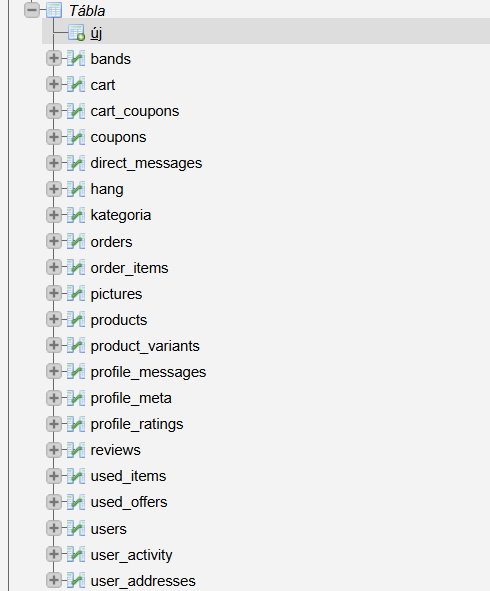 Tábla
új
bands
cart
cart_coupons
coupons
direct_messages
hang
kategoria
orders
order_items
pictures
products
product_variants
profile_messages
profile_meta
profile_ratings
reviews
used_items
used_offers
users
user_activity
user_addresses